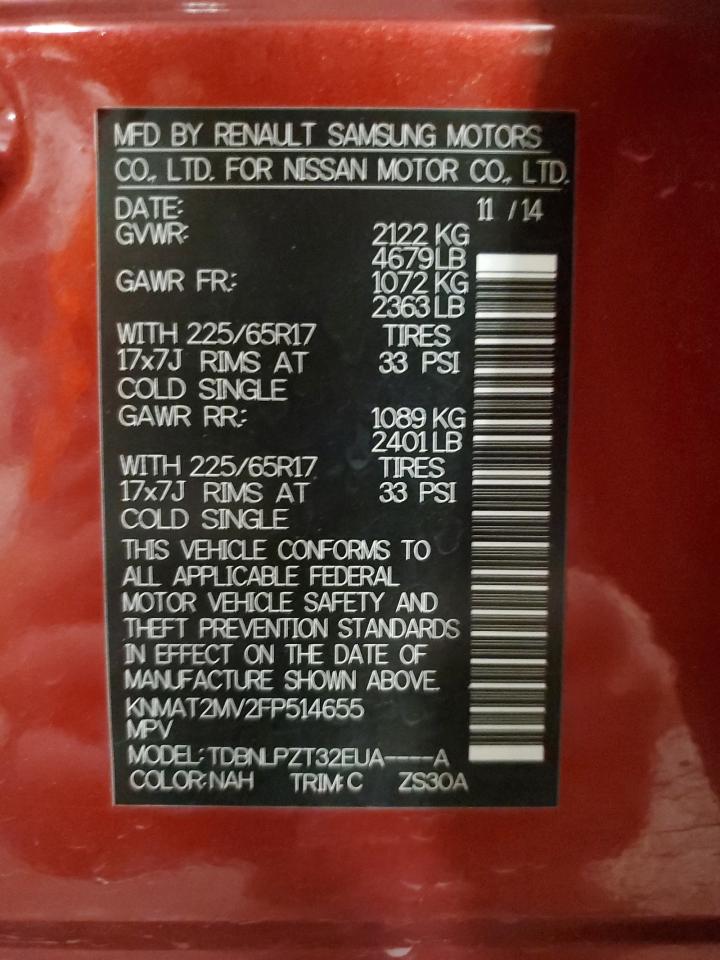 MFD BY RENAULT SAMSUNG MOTORS
CO., LTD. FOR NISSAN MOTOR CO., LTD.
DATE: 11 /14
GVWR: 2122 KG
4679LB
GAWR FR.: 1072 KG
2363 LB
WITH 225/65R17 TIRES
17x7J RIMS AT 33 PSI
COLD SINGLE
GAWR RR.: 1089 KG
2401LB
WITH 225/65R17 TIRES
17x7J RIMS AT 33 PSI
COLD SINGLE
THIS VEHICLE CONFORMS TO
ALL APPLICABLE FEDERAL
MOTOR VEHICLE SAFETY AND
THEFT PREVENTION STANDARDS
IN EFFECT ON THE DATE OF
MANUFACTURE SHOWN ABOVE.
KNMAT2MV2FP514655
MPV
MODEL:TDBNLPZT32EUA----A
COLOR:NAH TRIM:C ZS30A